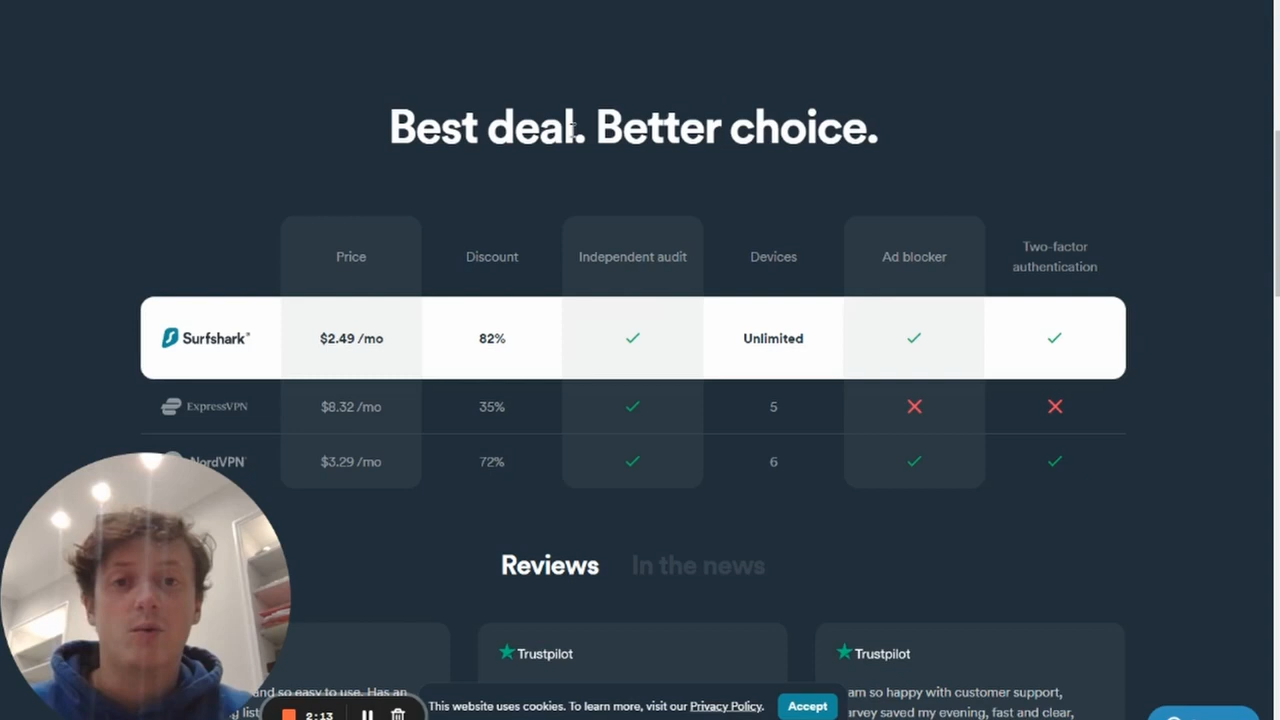 Best deal. Better choice.
Price Discount Independent audit Devices Ad blocker Two-factor
authentication
Surfshark® $2.49 /mo 82% Unlimited
ExpressVPN $8.32 /mo 35% 5
NordVPN $3.29 /mo 72% 6
Reviews In the news
Trustpilot Trustpilot
and so easy to use. Has an
am so happy with customer support,
This website uses cookies. To learn more, visit our Privacy Policy. Accept
2:13
saved my evening, fast and clear,